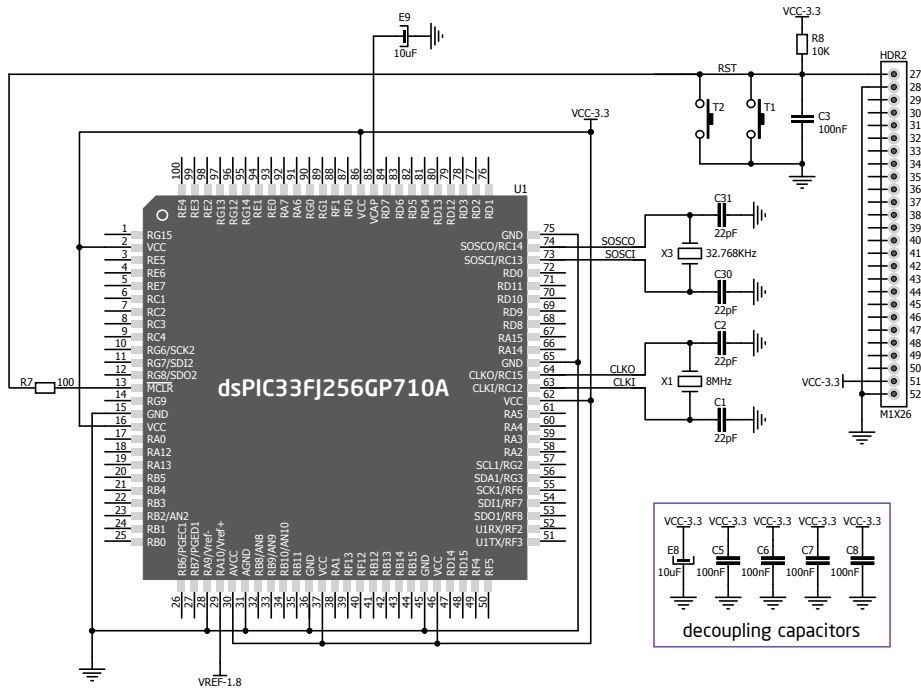 E9
10uF
VCC-3.3
R8
10K
HDR2
RST
T2
T1
C3
100nF
27
28
29
30
31
32
33
34
35
36
37
38
39
40
41
42
43
44
45
46
47
48
49
50
51
52
VCC-3.3
M1X26
VCC-3.3
U1
100
99
98
97
96
95
94
93
92
91
90
89
88
87
86
85
84
83
82
81
80
79
78
77
76
RE4
RE3
RE2
RG13
RG12
RG14
RE1
RE0
RA7
RA6
RG0
RG1
RF1
RF0
VCC
VCAP
RD7
RD6
RD5
RD4
RD13
RD12
RD3
RD2
RD1
1 RG15
2 VCC
3 RE5
4 RE6
5 RE7
6 RC1
7 RC2
8 RC3
9 RC4
10 RG6/SCK2
11 RG7/SDI2
12 RG8/SDO2
R7 100
13 MCLR
14 RG9
15 GND
16 VCC
17 RA0
18 RA12
19 RA13
20 RB5
21 RB4
22 RB3
23 RB2/AN2
24 RB1
25 RB0
dsPIC33FJ256GP710A
GND 75
SOSCO/RC14 74 SOSCO
SOSCI/RC13 73 SOSCI
RD0 72
RD11 71
RD10 70
RD9 69
RD8 68
RA15 67
RA14 66
GND 65
CLKO/RC15 64 CLKO
CLKI/RC12 63 CLKI
VCC 62
RA5 61
RA4 60
RA3 59
RA2 58
SCL1/RG2 57
SDA1/RG3 56
SCK1/RF6 55
SDI1/RF7 54
SDO1/RF8 53
U1RX/RF2 52
U1TX/RF3 51
C31
22pF
X3 32.768KHz
C30
22pF
C2
22pF
X1 8MHz
C1
22pF
RB6/PGEC1
RB7/PGED1
RA9/Vref-
RA10/Vref+
AVCC
AGND
RB8/AN8
RB9/AN9
RB10/AN10
RB11
GND
VCC
RA1
RF13
RF12
RB12
RB13
RB14
RB15
GND
VCC
RD14
RD15
RF4
RF5
26
27
28
29
30
31
32
33
34
35
36
37
38
39
40
41
42
43
44
45
46
47
48
49
50
VREF-1.8
VCC-3.3 VCC-3.3 VCC-3.3 VCC-3.3 VCC-3.3
E8 C5 C6 C7 C8
10uF 100nF 100nF 100nF 100nF
decoupling capacitors